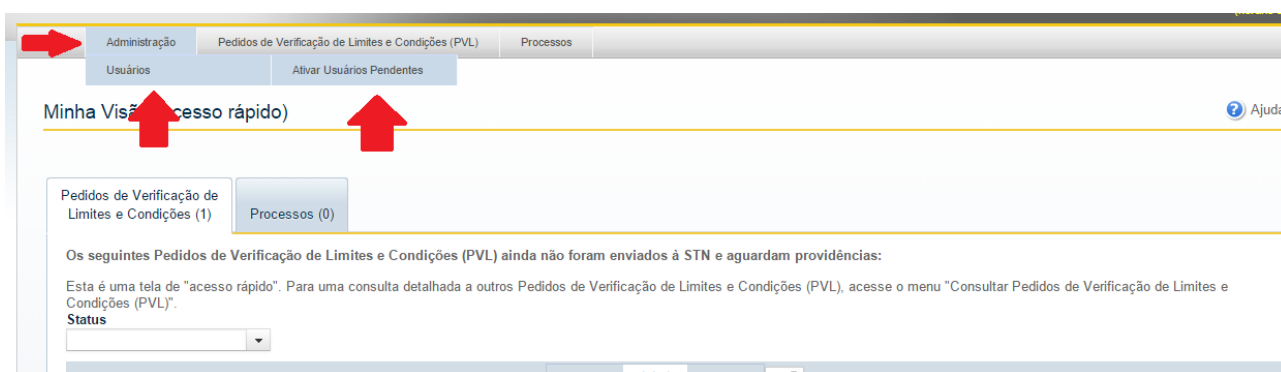 Administração Pedidos de Verificação de Limites e Condições (PVL) Processos
Usuários Ativar Usuários Pendentes
Minha Visão rápido)
Ajuda
Pedidos de Verificação de
Limites e Condições (1)
Processos (0)
Os seguintes Pedidos de Verificação de Limites e Condições (PVL) ainda não foram enviados à STN e aguardam providências:
Esta é uma tela de "acesso rápido". Para uma consulta detalhada a outros Pedidos de Verificação de Limites e Condições (PVL), acesse o menu "Consultar Pedidos de Verificação de Limites e
Condições (PVL)".
Status